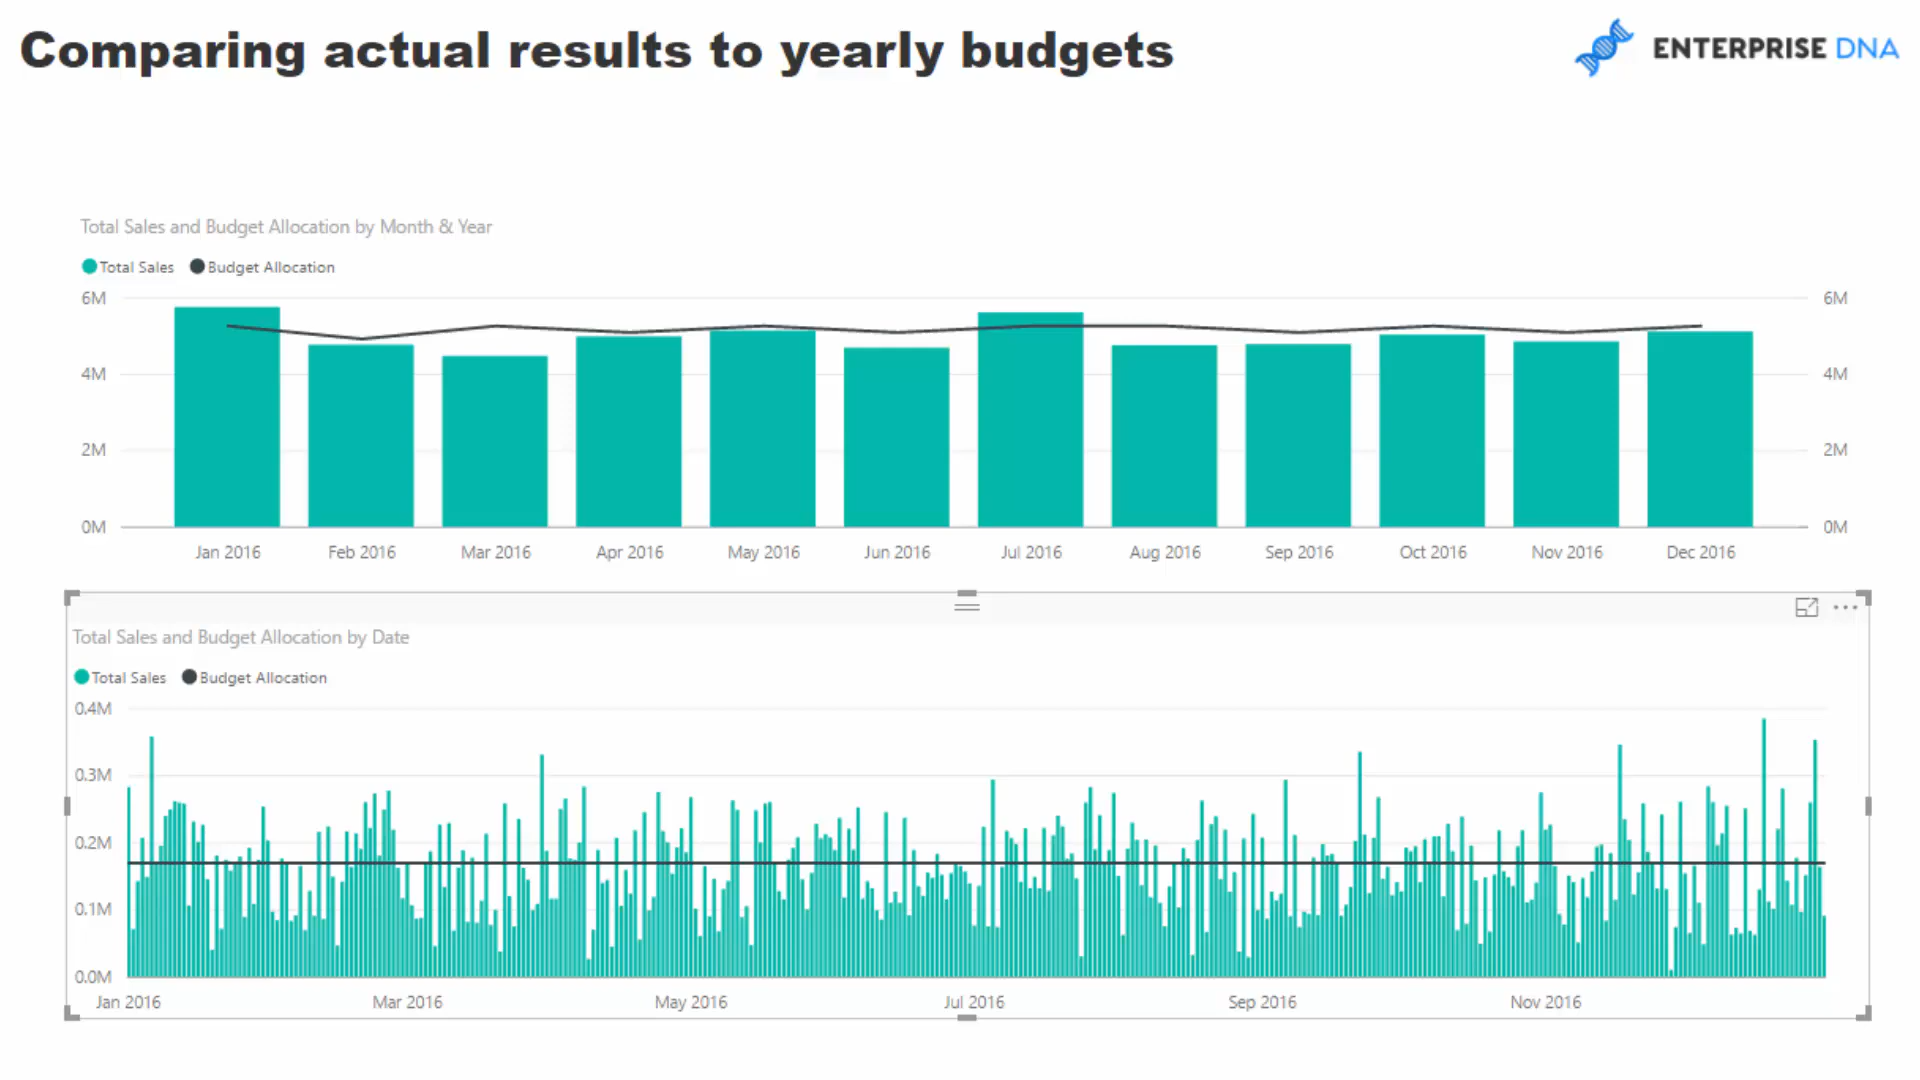 Comparing actual results to yearly budgets
ENTERPRISE DNA
Total Sales and Budget Allocation by Month & Year
Total Sales Budget Allocation
6M 6M
4M 4M
2M 2M
0M 0M
Jan 2016 Feb 2016 Mar 2016 Apr 2016 May 2016 Jun 2016 Jul 2016 Aug 2016 Sep 2016 Oct 2016 Nov 2016 Dec 2016
Total Sales and Budget Allocation by Date
Total Sales Budget Allocation
0.4M
0.3M
0.2M
0.1M
0.0M
Jan 2016 Mar 2016 May 2016 Jul 2016 Sep 2016 Nov 2016